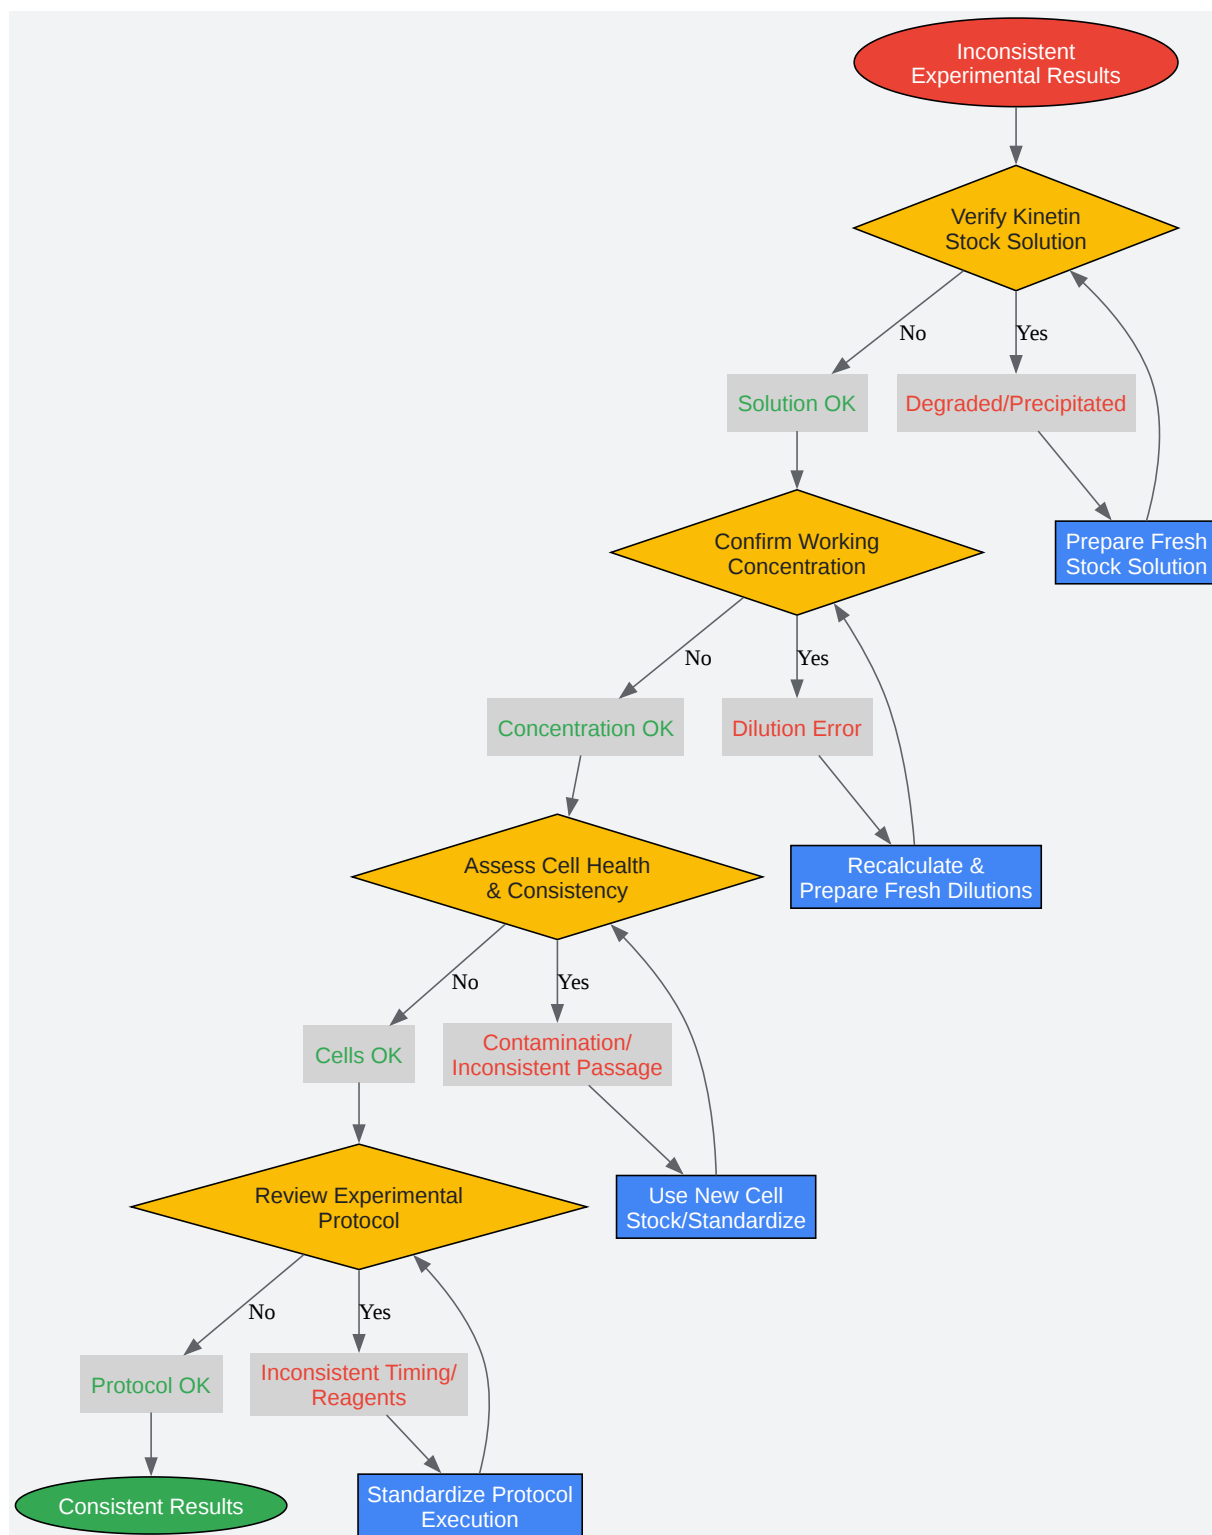 Inconsistent
Experimental Results
Verify Kinetin
Stock Solution
No
Yes
Solution OK
Degraded/Precipitated
Prepare Fresh
Stock Solution
Confirm Working
Concentration
No
Yes
Concentration OK
Dilution Error
Recalculate &
Prepare Fresh Dilutions
Assess Cell Health
& Consistency
No
Yes
Cells OK
Contamination/
Inconsistent Passage
Use New Cell
Stock/Standardize
Review Experimental
Protocol
No
Yes
Protocol OK
Inconsistent Timing/
Reagents
Consistent Results
Standardize Protocol
Execution